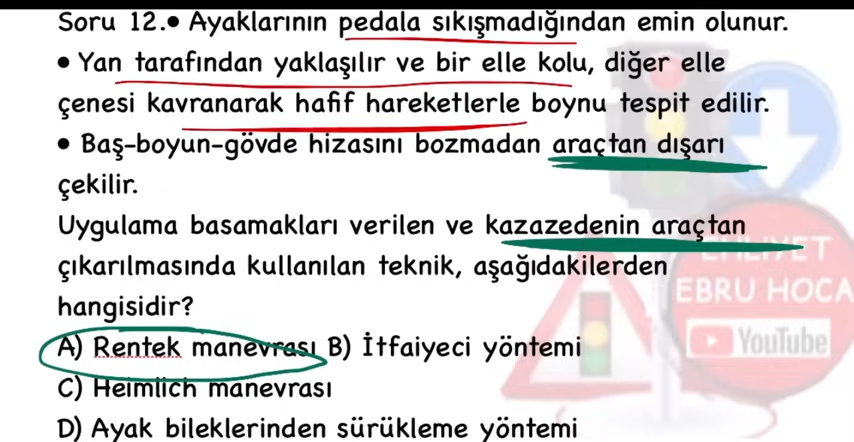 Soru 12.• Ayaklarının pedala sıkışmadığından emin olunur.
• Yan tarafından yaklaşılır ve bir elle kolu, diğer elle
çenesi kavranarak hafif hareketlerle boynu tespit edilir.
• Baş-boyun-gövde hizasını bozmadan araçtan dışarı
çekilir.
Uygulama basamakları verilen ve kazazedenin araçtan
çıkarılmasında kullanılan teknik, aşağıdakilerden
hangisidir?
A) Rentek manevrası B) İtfaiyeci yöntemi
C) Heimlich manevrası
D) Ayak bileklerinden sürükleme yöntemi
EHLİYET
EBRU HOCA
YouTube